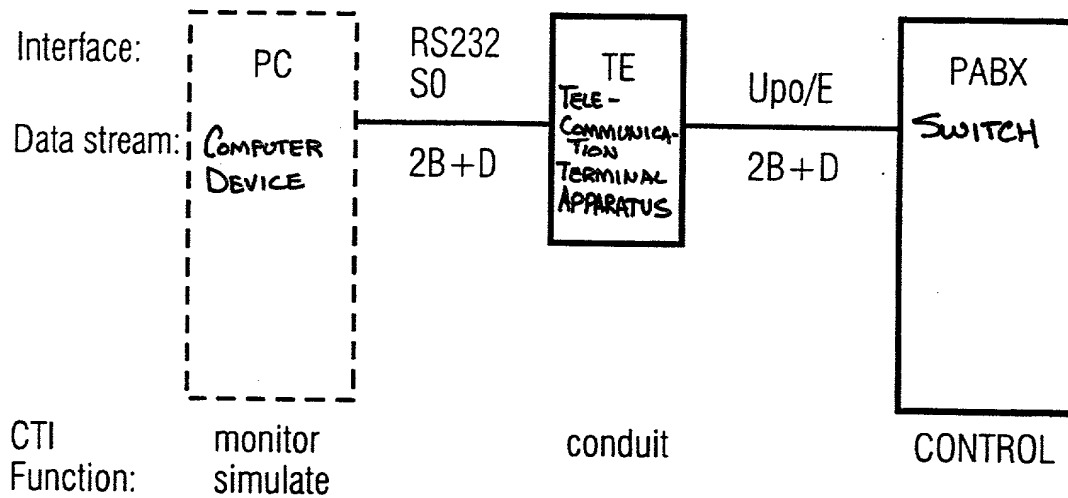 Interface:
PC
RS232
S0
TE
Upo/E
PABX
Data stream:
COMPUTER
DEVICE
2B+D
TELE-
COMMUNICA-
TION
TERMINAL
APPARATUS
2B+D
SWITCH
CTI
Function:
monitor
simulate
conduit
CONTROL